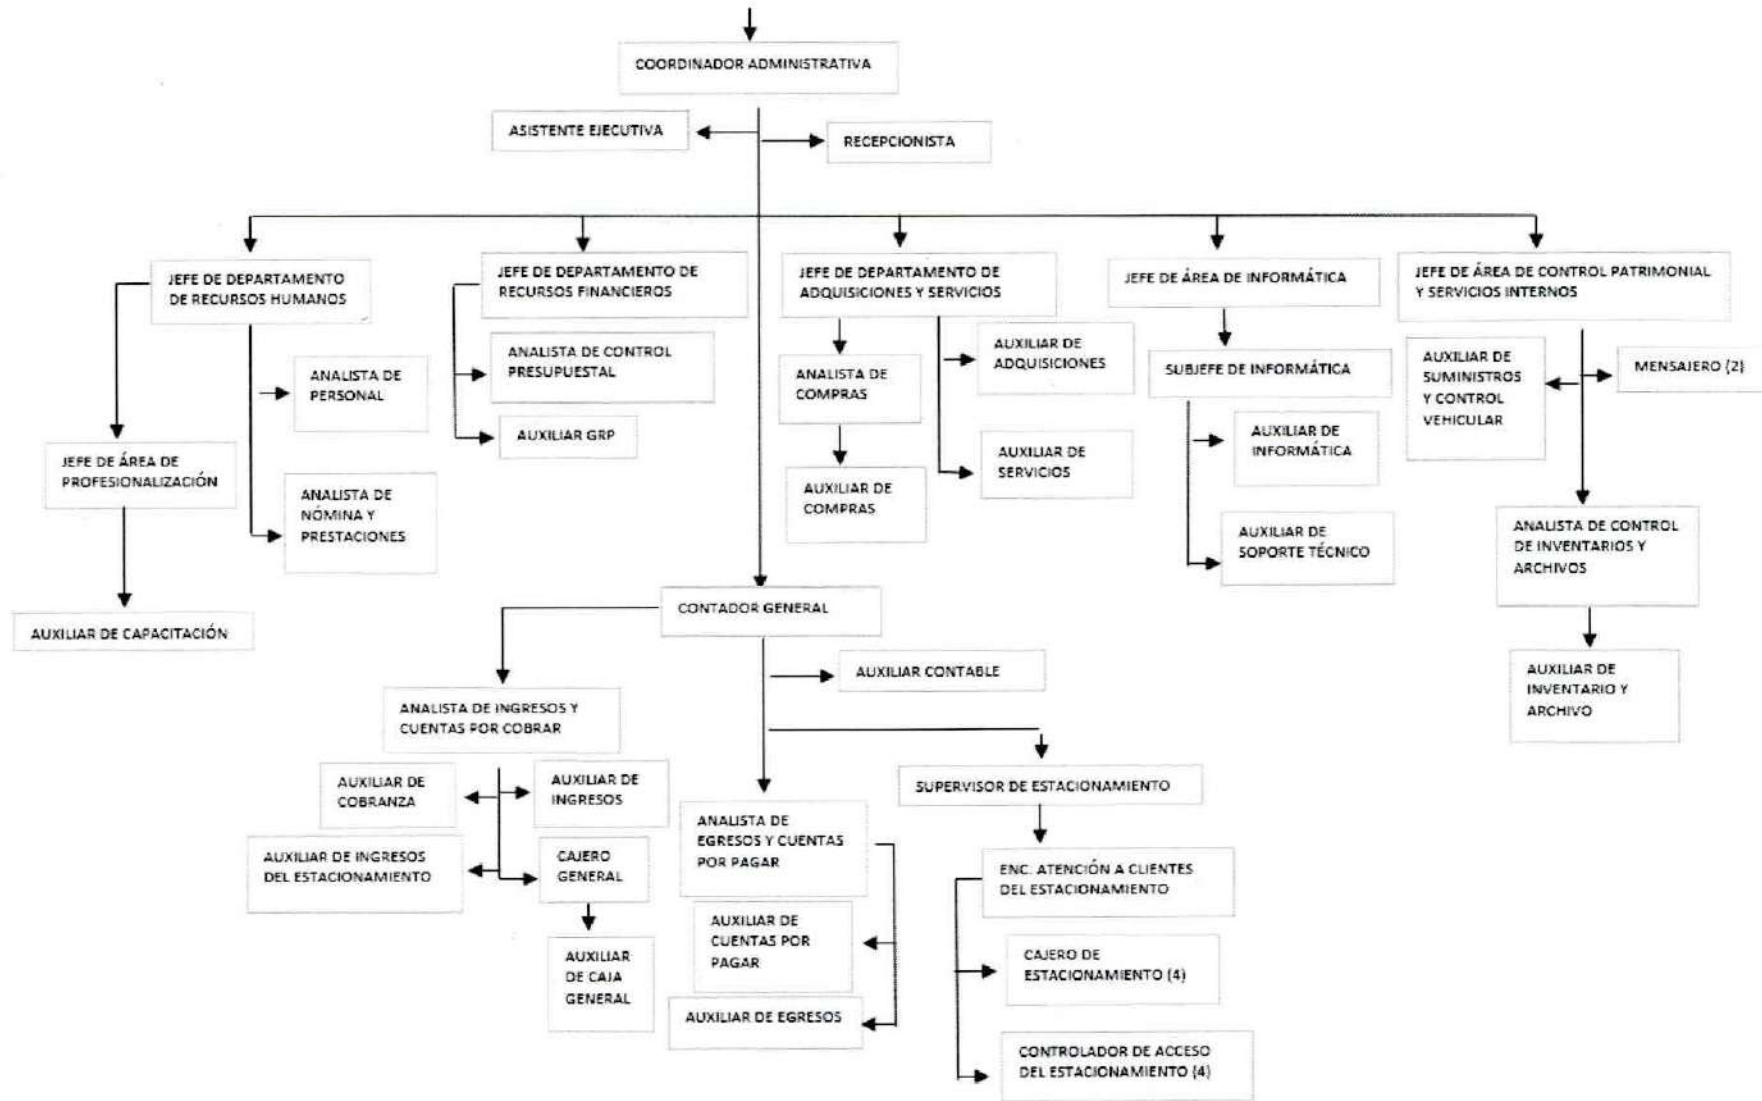 COORDINADOR ADMINISTRATIVA
ASISTENTE EJECUTIVA
RECEPCIONISTA
JEFE DE DEPARTAMENTO
DE RECURSOS HUMANOS
JEFE DE DEPARTAMENTO DE
RECURSOS FINANCIEROS
JEFE DE DEPARTAMENTO DE
ADQUISICIONES Y SERVICIOS
JEFE DE ÁREA DE INFORMÁTICA
JEFE DE ÁREA DE CONTROL PATRIMONIAL
Y SERVICIOS INTERNOS
ANALISTA DE
PERSONAL
JEFE DE ÁREA DE
PROFESIONALIZACIÓN
ANALISTA DE
NÓMINA Y
PRESTACIONES
AUXILIAR DE CAPACITACIÓN
ANALISTA DE CONTROL
PRESUPUESTAL
AUXILIAR GRP
ANALISTA DE
COMPRAS
AUXILIAR DE
COMPRAS
AUXILIAR DE
ADQUISICIONES
AUXILIAR DE
SERVICIOS
SUBJEFE DE INFORMÁTICA
AUXILIAR DE
INFORMÁTICA
AUXILIAR DE
SOPORTE TÉCNICO
AUXILIAR DE
SUMINISTROS
Y CONTROL
VEHICULAR
MENSAJERO (2)
ANALISTA DE CONTROL
DE INVENTARIOS Y
ARCHIVOS
AUXILIAR DE
INVENTARIO Y
ARCHIVO
CONTADOR GENERAL
AUXILIAR CONTABLE
ANALISTA DE INGRESOS Y
CUENTAS POR COBRAR
AUXILIAR DE
COBRANZA
AUXILIAR DE
INGRESOS
AUXILIAR DE INGRESOS
DEL ESTACIONAMIENTO
CAJERO
GENERAL
AUXILIAR
DE CAJA
GENERAL
ANALISTA DE
EGRESOS Y CUENTAS
POR PAGAR
AUXILIAR DE
CUENTAS POR
PAGAR
AUXILIAR DE EGRESOS
SUPERVISOR DE ESTACIONAMIENTO
ENC. ATENCIÓN A CLIENTES
DEL ESTACIONAMIENTO
CAJERO DE
ESTACIONAMIENTO (4)
CONTROLADOR DE ACCESO
DEL ESTACIONAMIENTO (4)